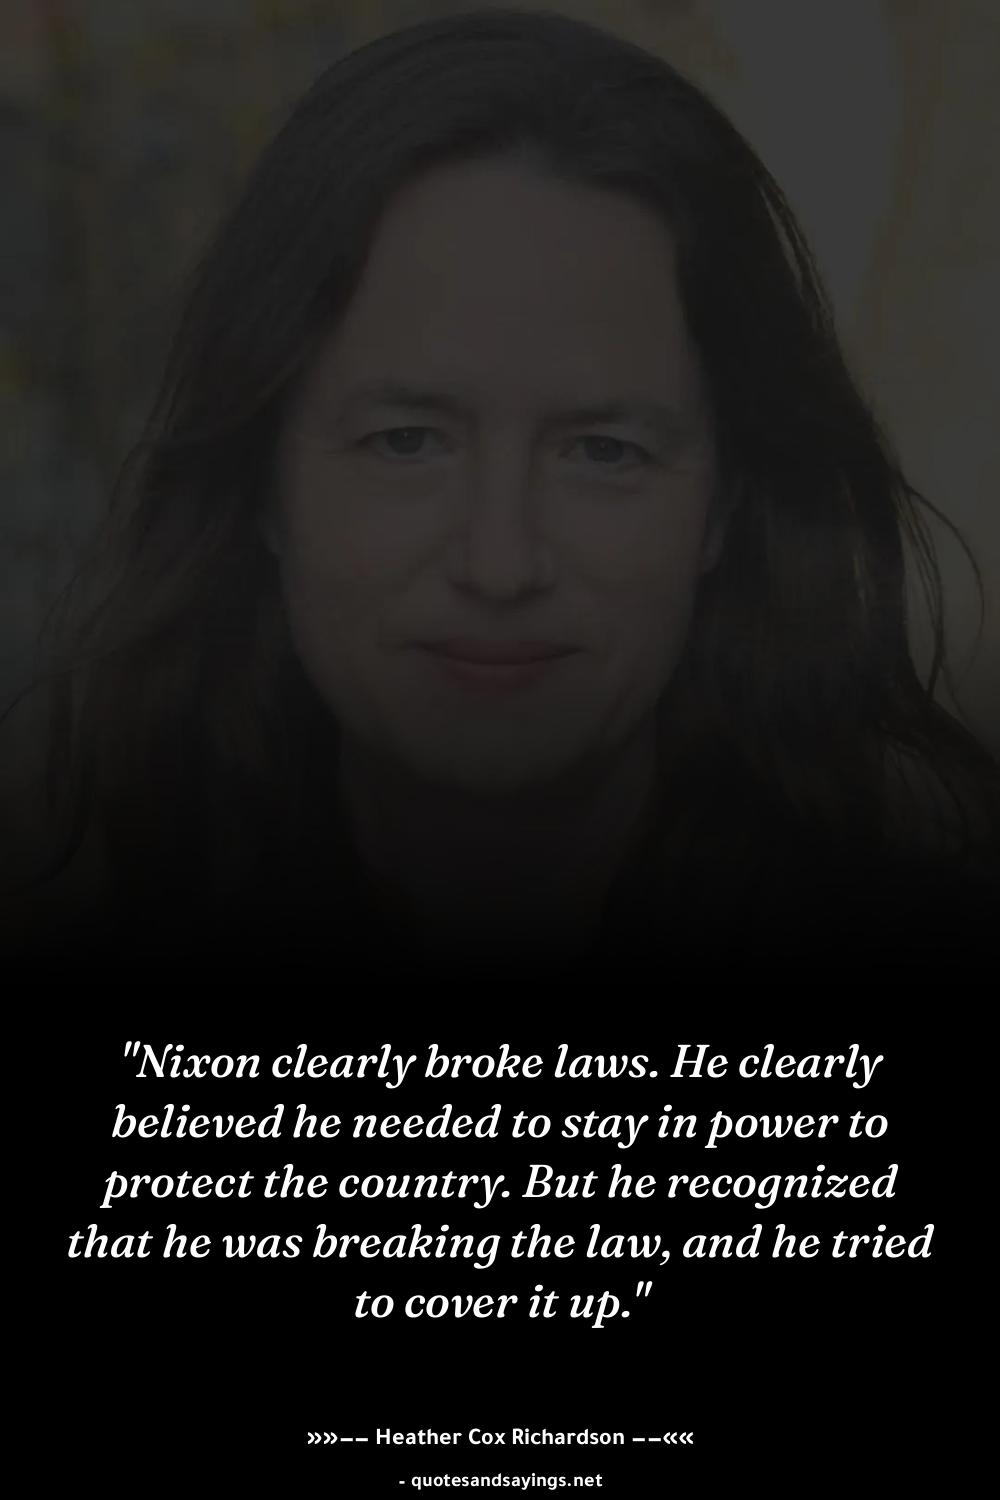 "Nixon clearly broke laws. He clearly
believed he needed to stay in power to
protect the country. But he recognized
that he was breaking the law, and he tried
to cover it up."
»»−− Heather Cox Richardson −−««
- quotesandsayings.net